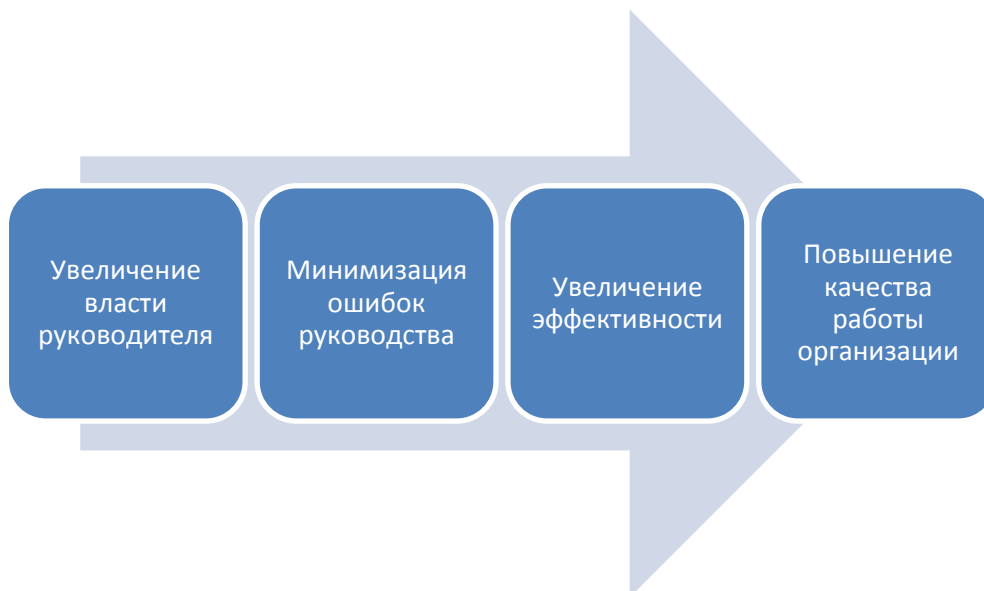 Увеличение
власти
руководителя
Минимизация
ошибок
руководства
Увеличение
эффективности
Повышение
качества
работы
организации